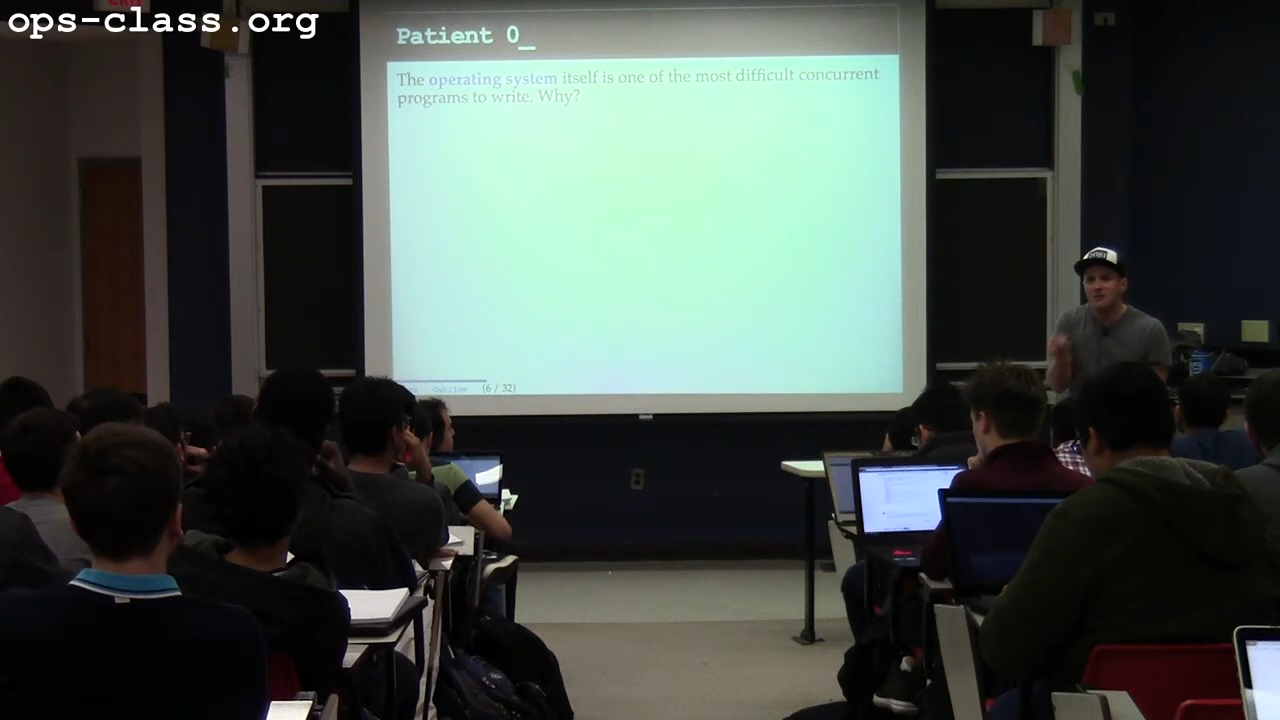 ops-class.org
Patient 0_
The operating system itself is one of the most difficult concurrent
programs to write. Why?
Outline (6 / 32)